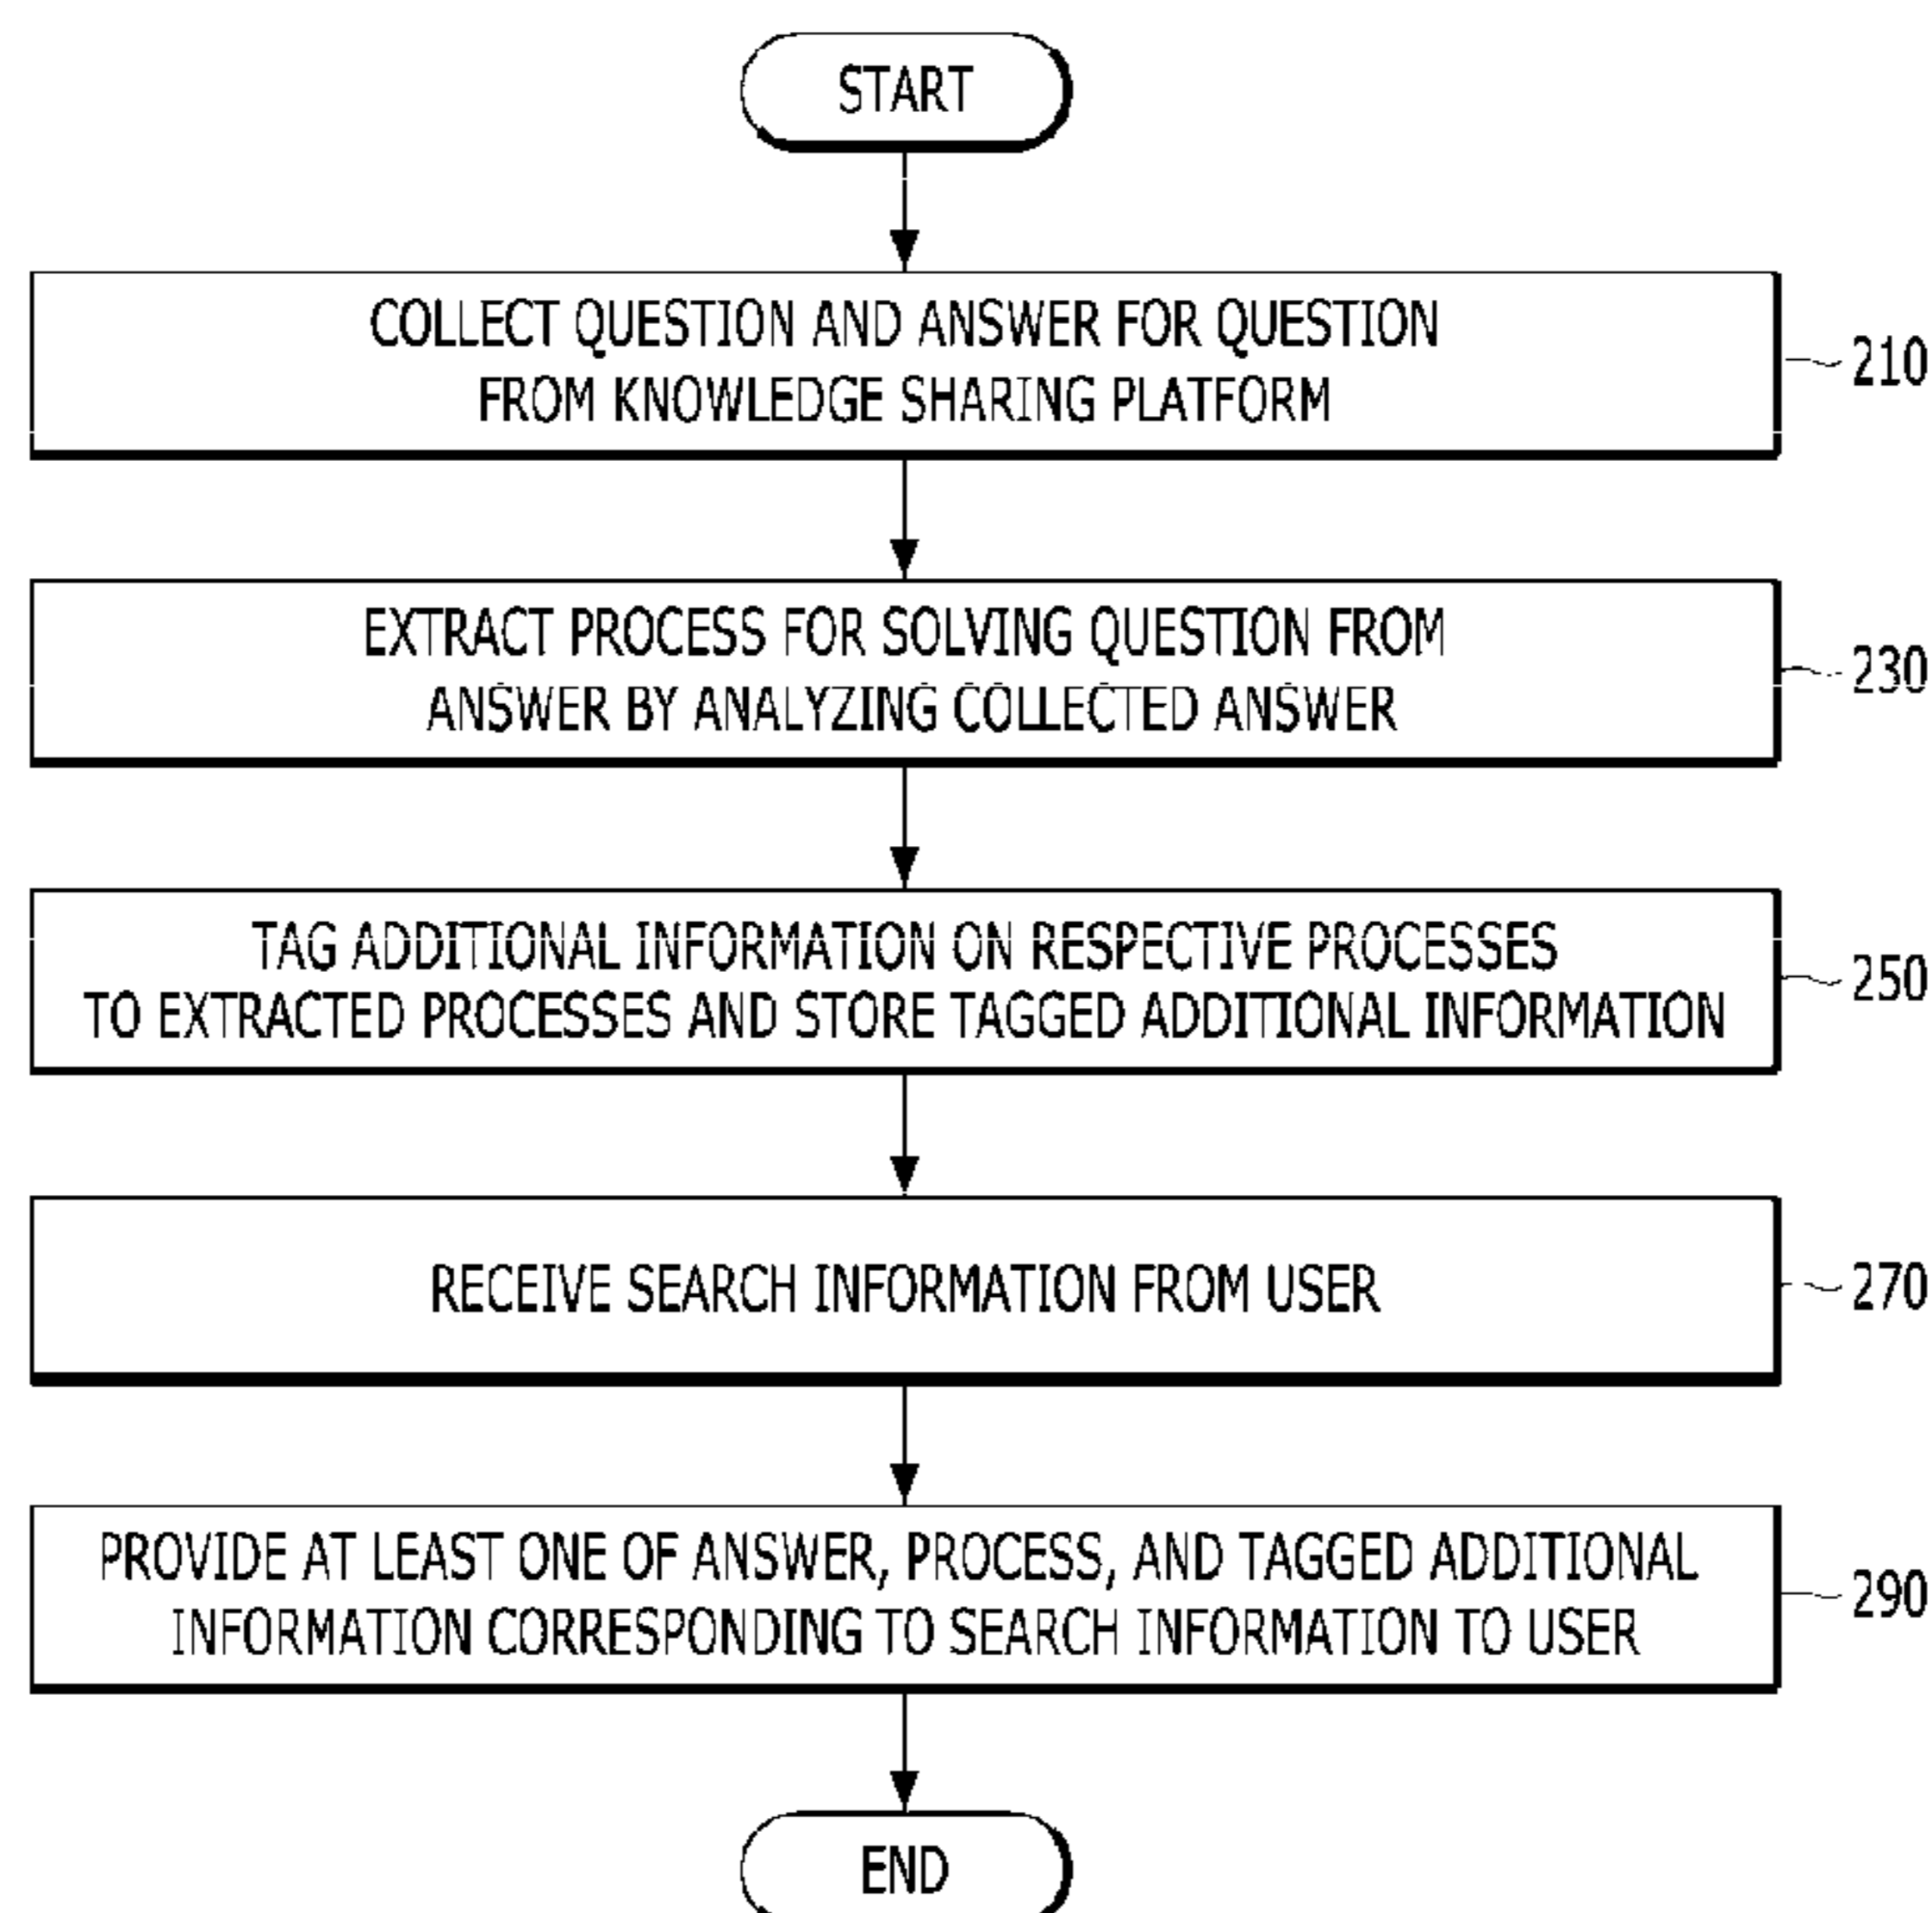 START
COLLECT QUESTION AND ANSWER FOR QUESTION
FROM KNOWLEDGE SHARING PLATFORM
210
EXTRACT PROCESS FOR SOLVING QUESTION FROM
ANSWER BY ANALYZING COLLECTED ANSWER
230
TAG ADDITIONAL INFORMATION ON RESPECTIVE PROCESSES
TO EXTRACTED PROCESSES AND STORE TAGGED ADDITIONAL INFORMATION
250
RECEIVE SEARCH INFORMATION FROM USER
270
PROVIDE AT LEAST ONE OF ANSWER, PROCESS, AND TAGGED ADDITIONAL
INFORMATION CORRESPONDING TO SEARCH INFORMATION TO USER
290
END